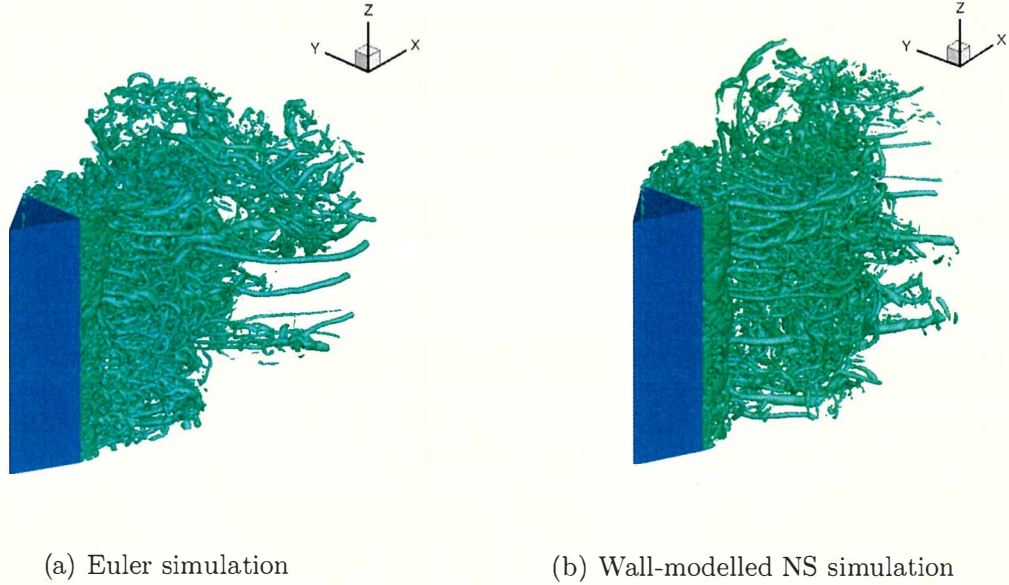 Z
Y
X
Z
Y
X
(a) Euler simulation
(b) Wall-modelled NS simulation